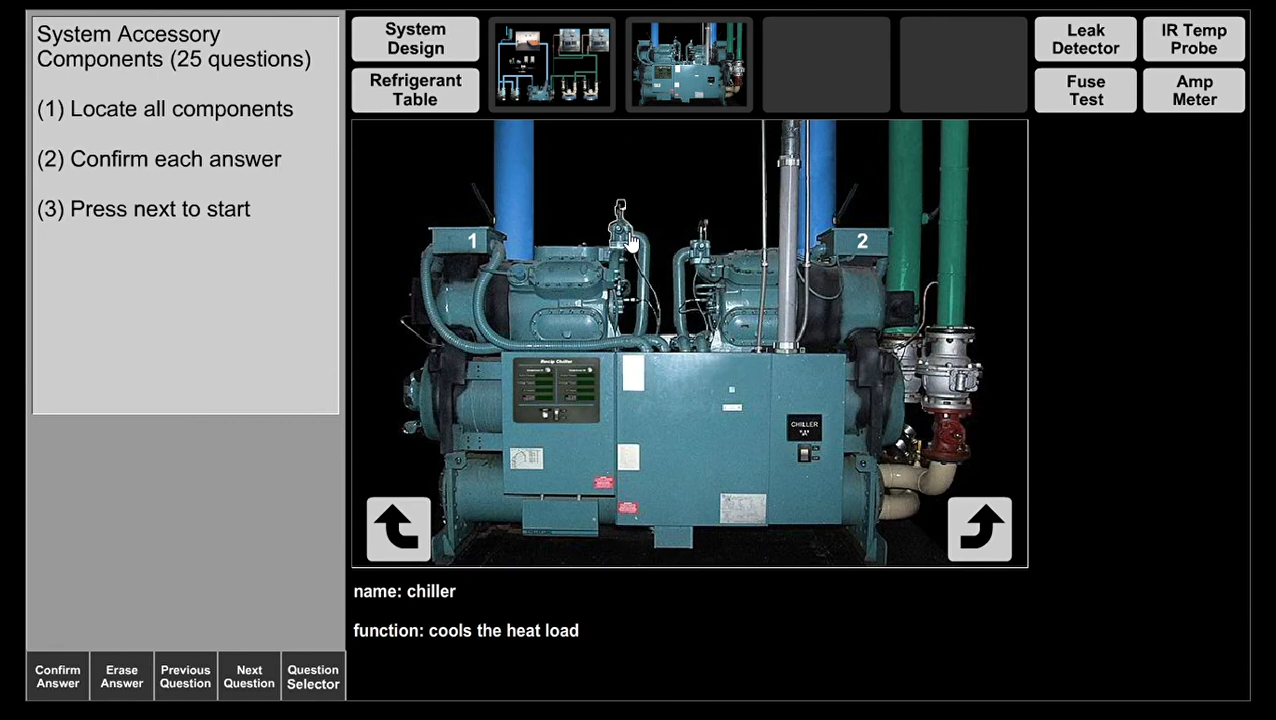 System Accessory
Components (25 questions)
(1) Locate all components
(2) Confirm each answer
(3) Press next to start
System
Design
Refrigerant
Table
Leak
Detector
IR Temp
Probe
Fuse
Test
Amp
Meter
1
2
Recip Chiller
CHILLER
"A"
name: chiller
function: cools the heat load
Confirm
Answer
Erase
Answer
Previous
Question
Next
Question
Question
Selector